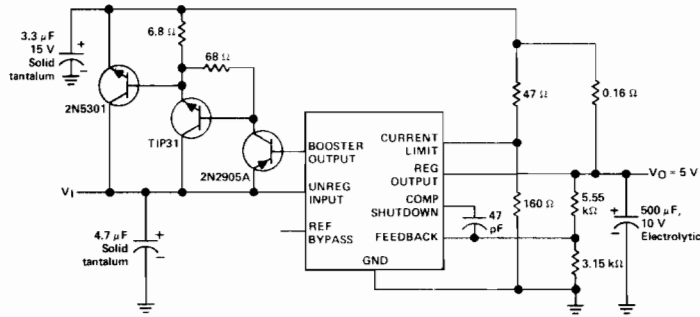 3.3 μF
15 V
Solid
tantalum
6.8 Ω
68 Ω
2N5301
TIP31
2N2905A
BOOSTER
OUTPUT
UNREG
INPUT
REF
BYPASS
GND
CURRENT
LIMIT
REG
OUTPUT
COMP
SHUTDOWN
FEEDBACK
47 Ω
0.16 Ω
160 Ω
47
pF
5.55
kΩ
3.15 kΩ
VI
VO = 5 V
500 μF,
10 V
Electrolytic
4.7 μF
Solid
tantalum